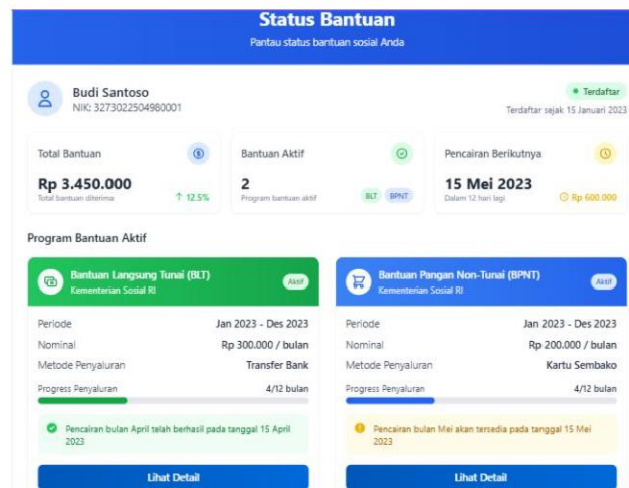 Status Bantuan
Pantau status bantuan sosial Anda
Budi Santoso
NIK: 3273022504980001
Terdaftar
Terdaftar sejak 15 Januari 2023
Total Bantuan
Rp 3.450.000
Total bantuan diterima
↑ 12.5%
Bantuan Aktif
2
Program bantuan aktif
BLT BPNT
Pencairan Berikutnya
15 Mei 2023
Dalam 12 hari lagi
Rp 600.000
Program Bantuan Aktif
Bantuan Langsung Tunai (BLT)
Kementerian Sosial RI
Aktif
Periode Jan 2023 - Des 2023
Nominal Rp 300.000 / bulan
Metode Penyaluran Transfer Bank
Progress Penyaluran 4/12 bulan
Pencairan bulan April telah berhasil pada tanggal 15 April
2023
Lihat Detail
Bantuan Pangan Non-Tunai (BPNT)
Kementerian Sosial RI
Aktif
Periode Jan 2023 - Des 2023
Nominal Rp 200.000 / bulan
Metode Penyaluran Kartu Sembako
Progress Penyaluran 4/12 bulan
Pencairan bulan Mei akan tersedia pada tanggal 15 Mei
2023
Lihat Detail